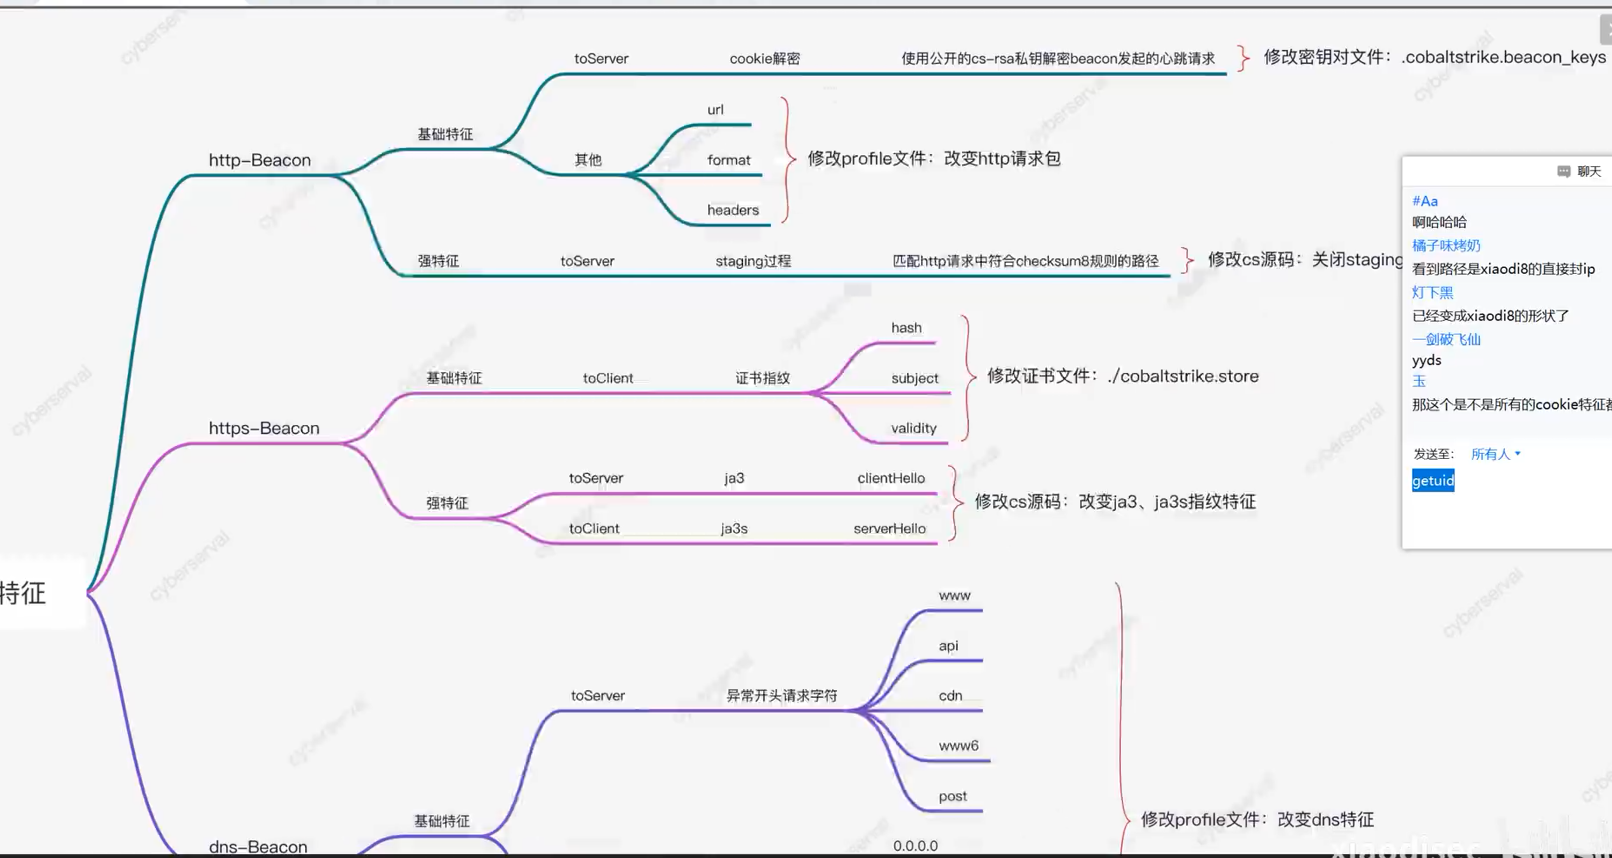 toServer cookie解密 使用公开的cs-rsa私钥解密beacon发起的心跳请求 修改密钥对文件：.cobaltstrike.beacon_keys
url
基础特征
http-Beacon 其他 format 修改profile文件：改变http请求包
headers
强特征 toServer staging过程 匹配http请求中符合checksum8规则的路径 修改cs源码：关闭staging
hash
基础特征 toClient 证书指纹 subject 修改证书文件：./cobaltstrike.store
https-Beacon validity
toServer ja3 clientHello
强特征 修改cs源码：改变ja3、ja3s指纹特征
toClient ja3s serverHello
特征
www
api
toServer 异常开头请求字符 cdn
www6
post
基础特征 修改profile文件：改变dns特征
dns-Beacon 0.0.0.0
聊天
#Aa
啊哈哈哈
橘子味烤奶
看到路径是xiaodi8的直接封ip
灯下黑
已经变成xiaodi8的形状了
一剑破飞仙
yyds
玉
那这个是不是所有的cookie特征都
发送至： 所有人
getuid
cyberserval
cyberserval
cyberserval
cyberserval
cyberserval
cyberserval
cyberserval
cyberserval